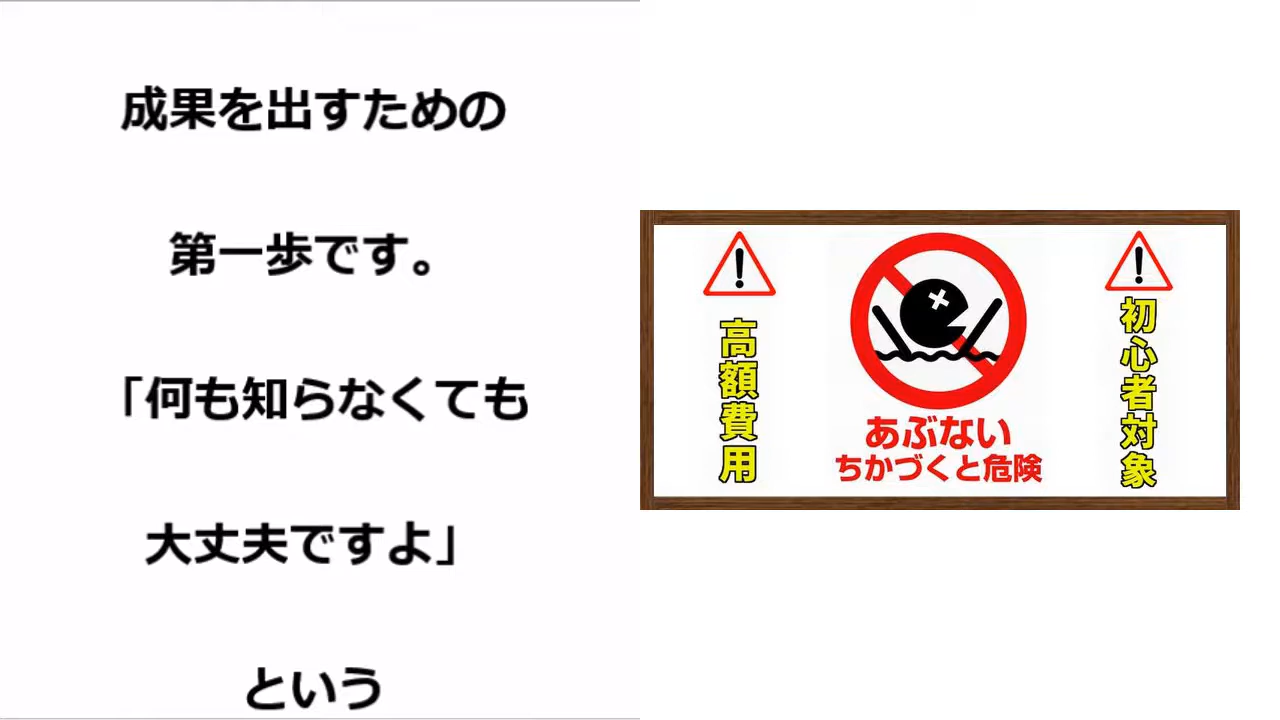 成果を出すための
第一歩です。
「何も知らなくても
大丈夫ですよ」
という
高額費用
あぶない
ちかづくと危険
初心者対象